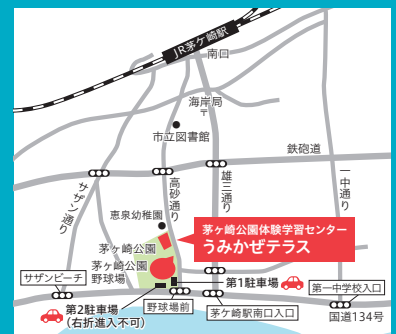 JR茅ケ崎駅
南口
海岸局
〒
市立図書館
鉄砲道
サザン通り
高砂通り
雄三通り
一中通り
恵泉幼稚園
茅ヶ崎公園体験学習センター
うみかぜテラス
茅ヶ崎公園
茅ヶ崎公園
野球場
第1駐車場
サザンビーチ
第一中学校入口
第2駐車場
(右折進入不可)
野球場前
茅ケ崎駅南口入口
国道134号